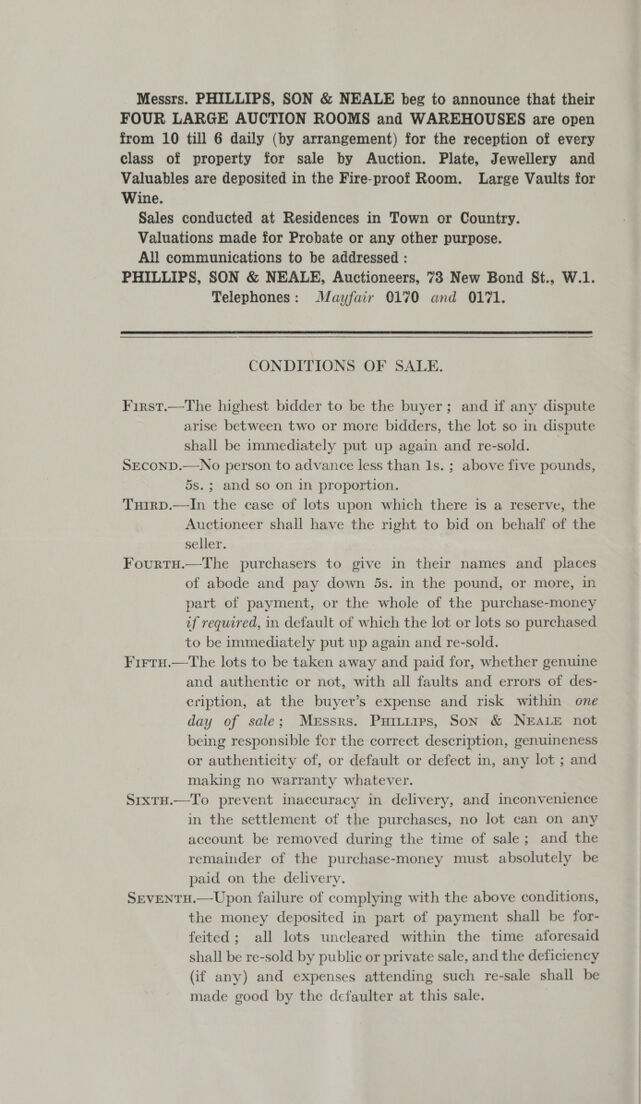 Messrs. PHILLIPS, SON & NEALE beg to announce that their
FOUR LARGE AUCTION ROOMS and WAREHOUSES are open
from 10 till 6 daily (by arrangement) for the reception of every
class of property for sale by Auction. Plate, Jewellery and
Valuables are deposited in the Fire-proof Room. Large Vaults for
Wine.
Sales conducted at Residences in Town or Country.
Valuations made for Probate or any other purpose.
All communications to be addressed :
PHILLIPS, SON & NEALE, Auctioneers, 73 New Bond St., W.1.
Telephones : Mayfair 0170 and 0171.
CONDITIONS OF SALE.
First.—The highest bidder to be the buyer ; and if any dispute
arise between two or more bidders, the lot so in dispute
shall be immediately put up again and re-sold.
Second.—No person to advance less than 1s. ; above five pounds,
5s. ; and so on in proportion.
Third.—In the case of lots upon which there is a reserve, the
Auctioneer shall have the right to bid on behalf of the
seller.
Fourth.—The purchasers to give in their names and places
of abode and pay down 5s. in the pound, or more, in
part of payment, or the whole of the purchase-money
if required, in default of which the lot or lots so purchased
to be immediately put up again and re-sold.
Fifth.—The lots to be taken away and paid for, whether genuine
and authentic or not, with all faults and errors of des-
cription, at the buyer's expense and risk within one
day of sale ; Messrs. Phillips, Son & Neale not
being responsible for the correct description, genuineness
or authenticity of, or default or defect in, any lot ; and
making no warranty whatever.
Sixth.—To prevent inaccuracy in delivery, and inconvenience
in the settlement of the purchases, no lot can on any
account be removed during the time of sale ; and the
remainder of the purchase-money must absolutely be
paid on the delivery.
Seventh.—Upon failure of complying with the above conditions,
the money deposited in part of payment shall be for-
feited ; all lots uncleared within the time aforesaid
shall be re-sold by public or private sale, and the deficiency
(if any) and expenses attending such re-sale shall be
made good by the defaulter at this sale.